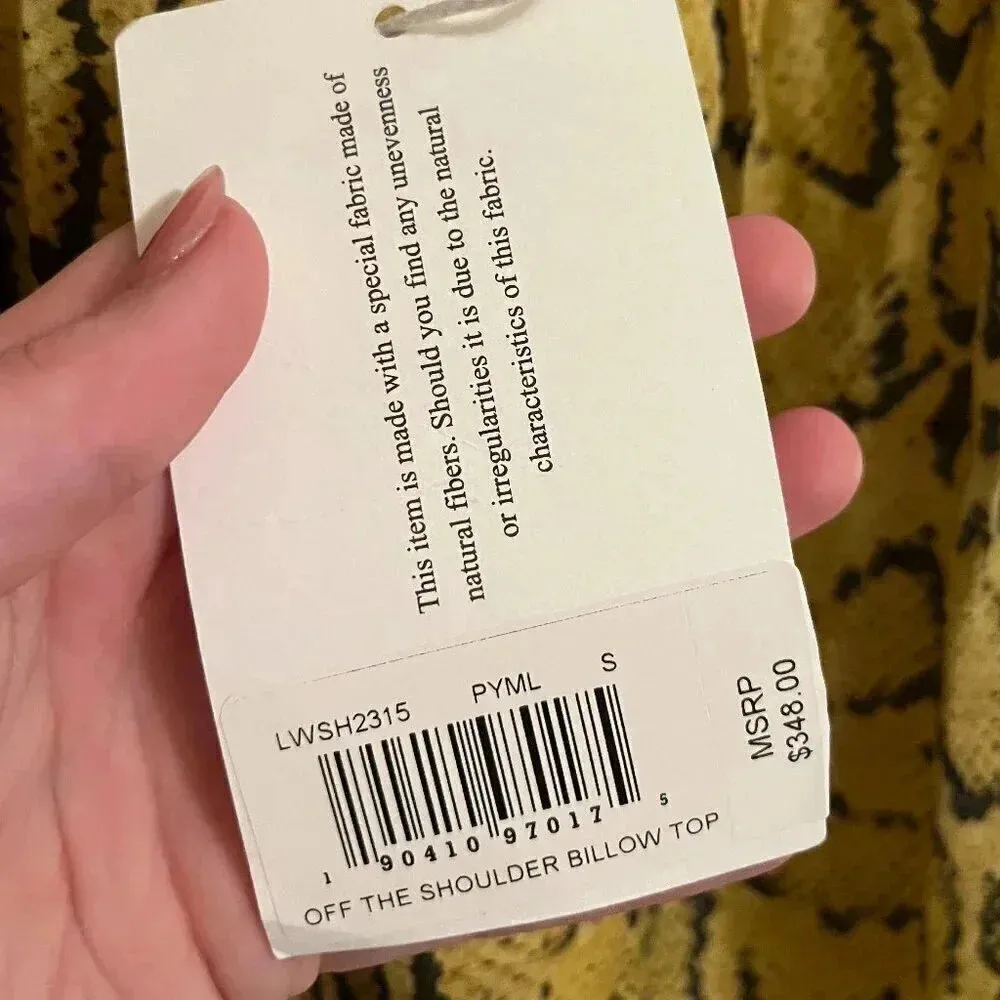 This item is made with a special fabric made of
natural fibers. Should you find any unevenness
or irregularities it is due to the natural
characteristics of this fabric.
LWSH2315 PYML S
1 90410 97017 5
OFF THE SHOULDER BILLOW TOP
MSRP
$348.00